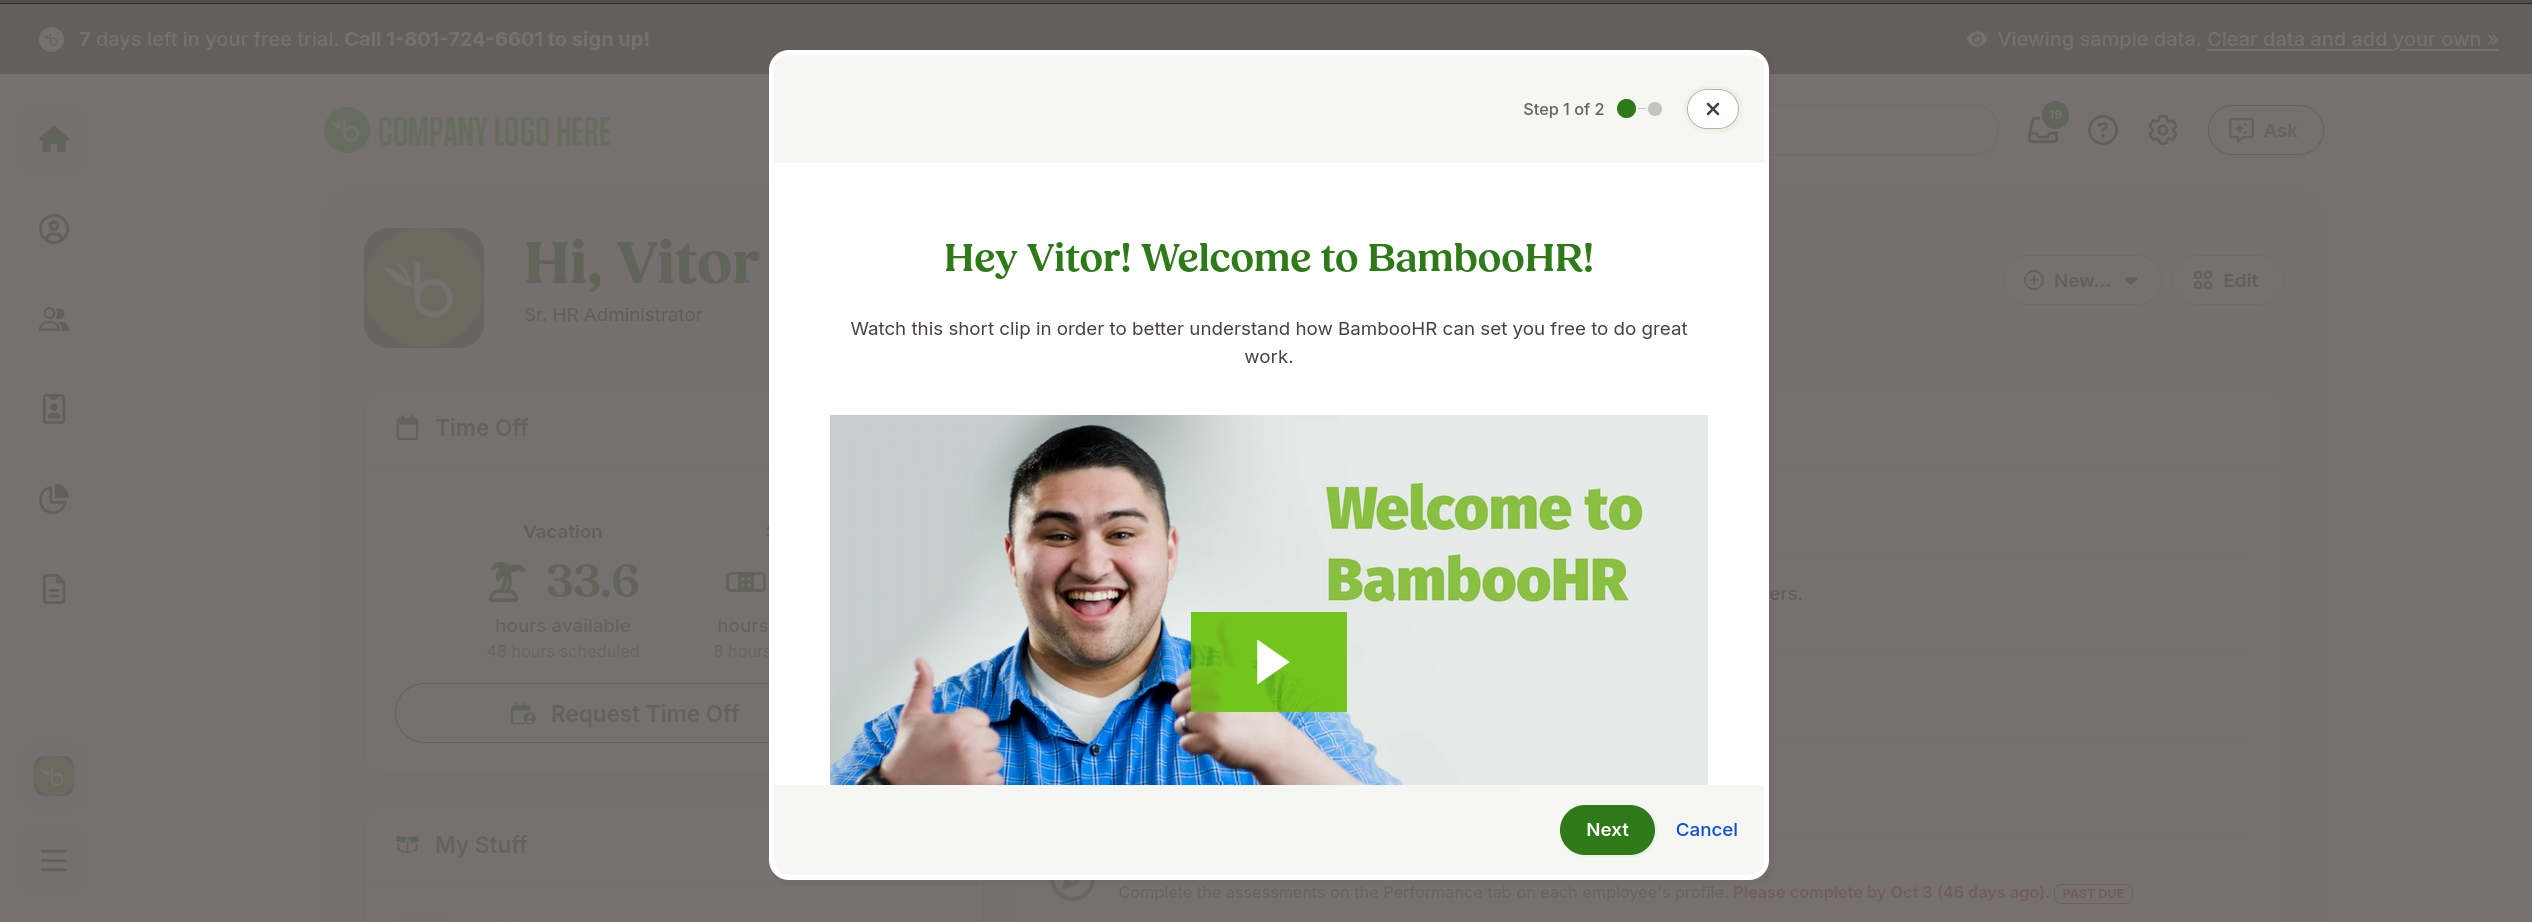 7 days left in your free trial. Call 1-801-724-6601 to sign up!
Viewing sample data. Clear data and add your own »
COMPANY LOGO HERE
19
Ask
Hi, Vitor
Sr. HR Administrator
New...
Edit
Time Off
Vacation
33.6
hours available
48 hours scheduled
hours
8 hours
Request Time Off
My Stuff
ers.
Complete the assessments on the Performance tab on each employee's profile. Please complete by Oct 3 (46 days ago). PAST DUE
Step 1 of 2
Hey Vitor! Welcome to BambooHR!
Watch this short clip in order to better understand how BambooHR can set you free to do great
work.
Welcome to
BambooHR
Next
Cancel